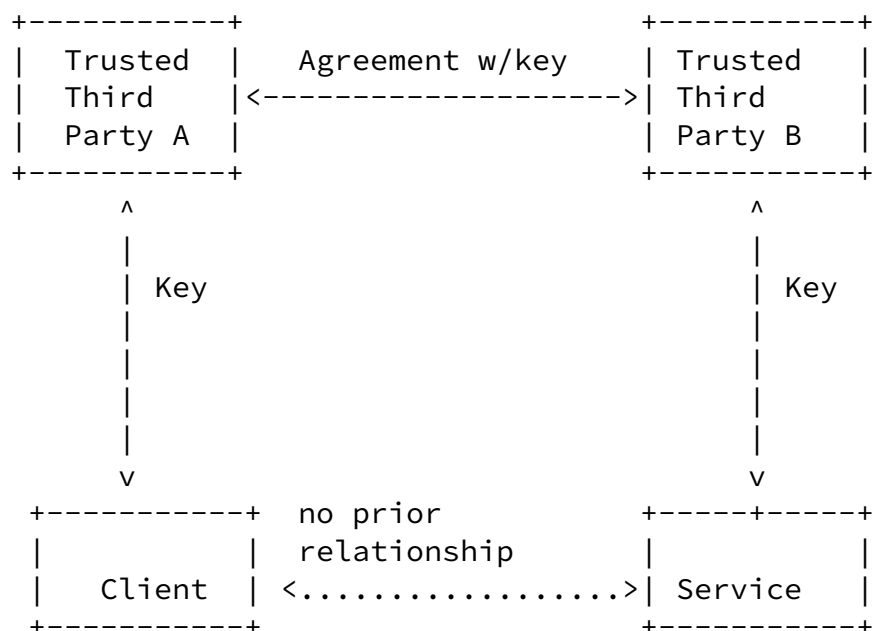 +-----------+                       +-----------+
|  Trusted  |   Agreement w/key     | Trusted   |
|  Third    |<--------------------->| Third     |
|  Party A  |                       | Party B   |
+-----------+                       +-----------+
      ^                                   ^
      |                                   |
      | Key                               | Key
      |                                   |
      |                                   |
      |                                   |
      |                                   |
      v                                   v
 +-----------+  no prior            +-----+-----+
 |           |  relationship        |           |
 |   Client  | <...................>| Service   |
 +-----------+                      +-----------+